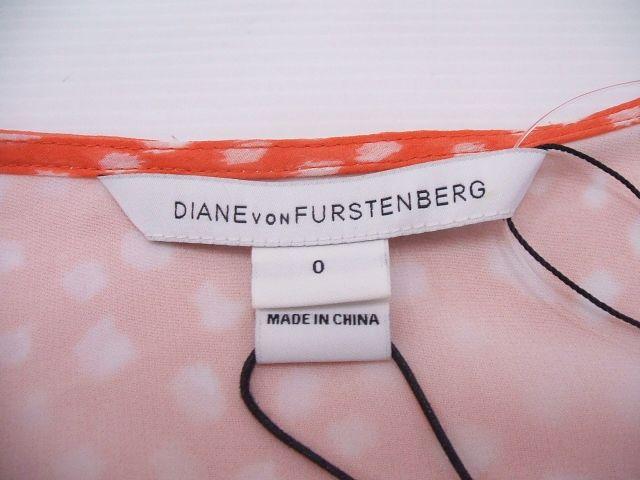 DIANE VON FURSTENBERG
0
MADE IN CHINA